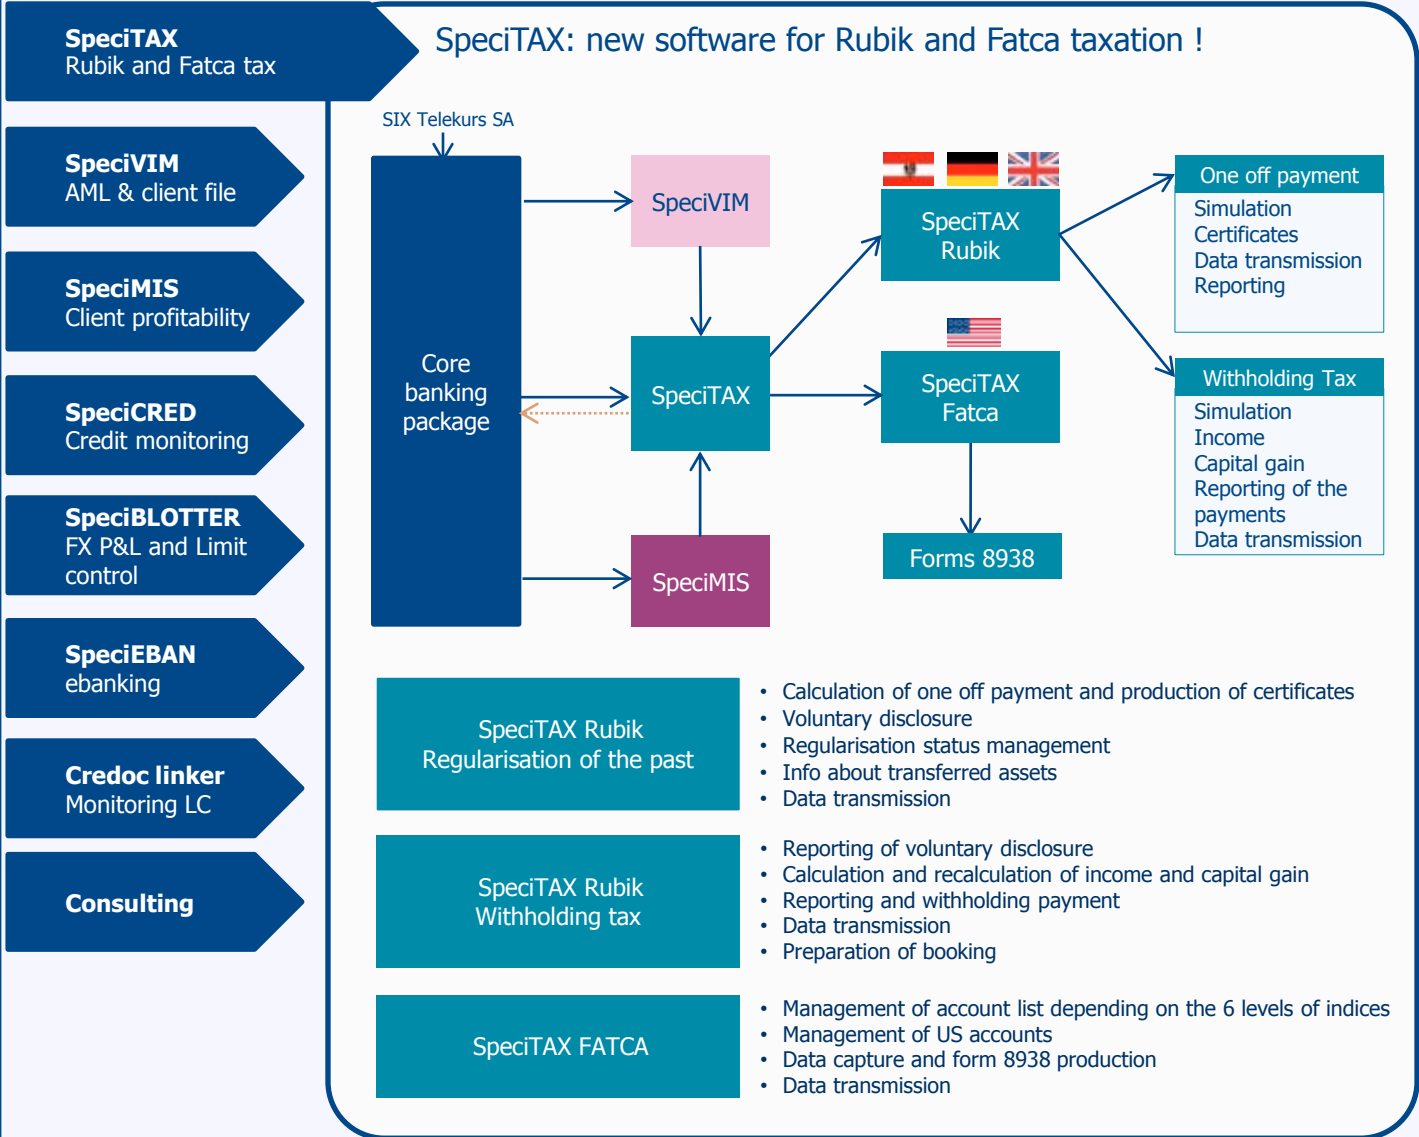 SpeciTAX
Rubik and Fatca tax
SpeciVIM
AML & client file
SpeciMIS
Client profitability
SpeciCRED
Credit monitoring
SpeciBLOTTER
FX P&L and Limit
control
SpeciEBAN
ebanking
Credoc linker
Monitoring LC
Consulting
SpeciTAX: new software for Rubik and Fatca taxation !
SIX Telekurs SA
Core
banking
package
SpeciVIM
SpeciTAX
SpeciMIS
SpeciTAX
Rubik
SpeciTAX
Fatca
Forms 8938
One off payment
Simulation
Certificates
Data transmission
Reporting
Withholding Tax
Simulation
Income
Capital gain
Reporting of the
payments
Data transmission
SpeciTAX Rubik
Regularisation of the past
• Calculation of one off payment and production of certificates
• Voluntary disclosure
• Regularisation status management
• Info about transferred assets
• Data transmission
SpeciTAX Rubik
Withholding tax
• Reporting of voluntary disclosure
• Calculation and recalculation of income and capital gain
• Reporting and withholding payment
• Data transmission
• Preparation of booking
SpeciTAX FATCA
• Management of account list depending on the 6 levels of indices
• Management of US accounts
• Data capture and form 8938 production
• Data transmission